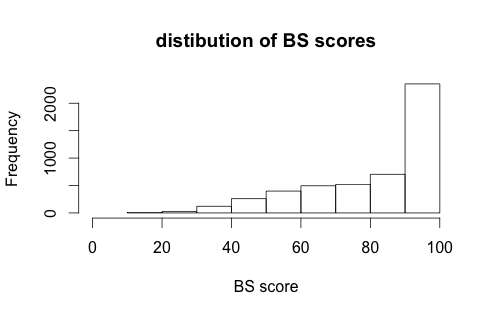 distibution of BS scores
Frequency
2000
1000
0
0 20 40 60 80 100
BS score